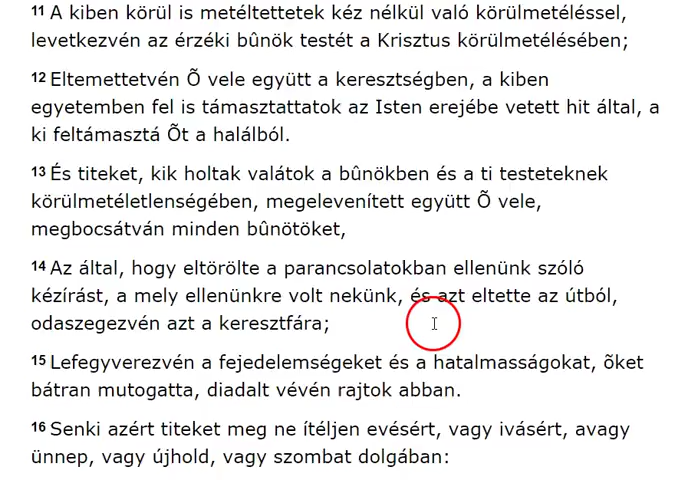 11 A kiben körül is metéltettetek kéz nélkül való körülmetéléssel,
levetkezvén az érzéki bûnök testét a Krisztus körülmetélésében;
12 Eltemettetvén Õ vele együtt a keresztségben, a kiben
egyetemben fel is támasztattatok az Isten erejébe vetett hit által, a
ki feltámasztá Õt a halálból.
13 És titeket, kik holtak valátok a bûnökben és a ti testeteknek
körülmetéletlenségében, megelevenített együtt Õ vele,
megbocsátván minden bûnötöket,
14 Az által, hogy eltörölte a parancsolatokban ellenünk szóló
kézírást, a mely ellenünkre volt nekünk, és azt eltette az útból,
odaszegezvén azt a keresztfára;
15 Lefegyverezvén a fejedelemségeket és a hatalmasságokat, õket
bátran mutogatta, diadalt vévén rajtok abban.
16 Senki azért titeket meg ne ítéljen evésért, vagy ivásért, avagy
ünnep, vagy újhold, vagy szombat dolgában: